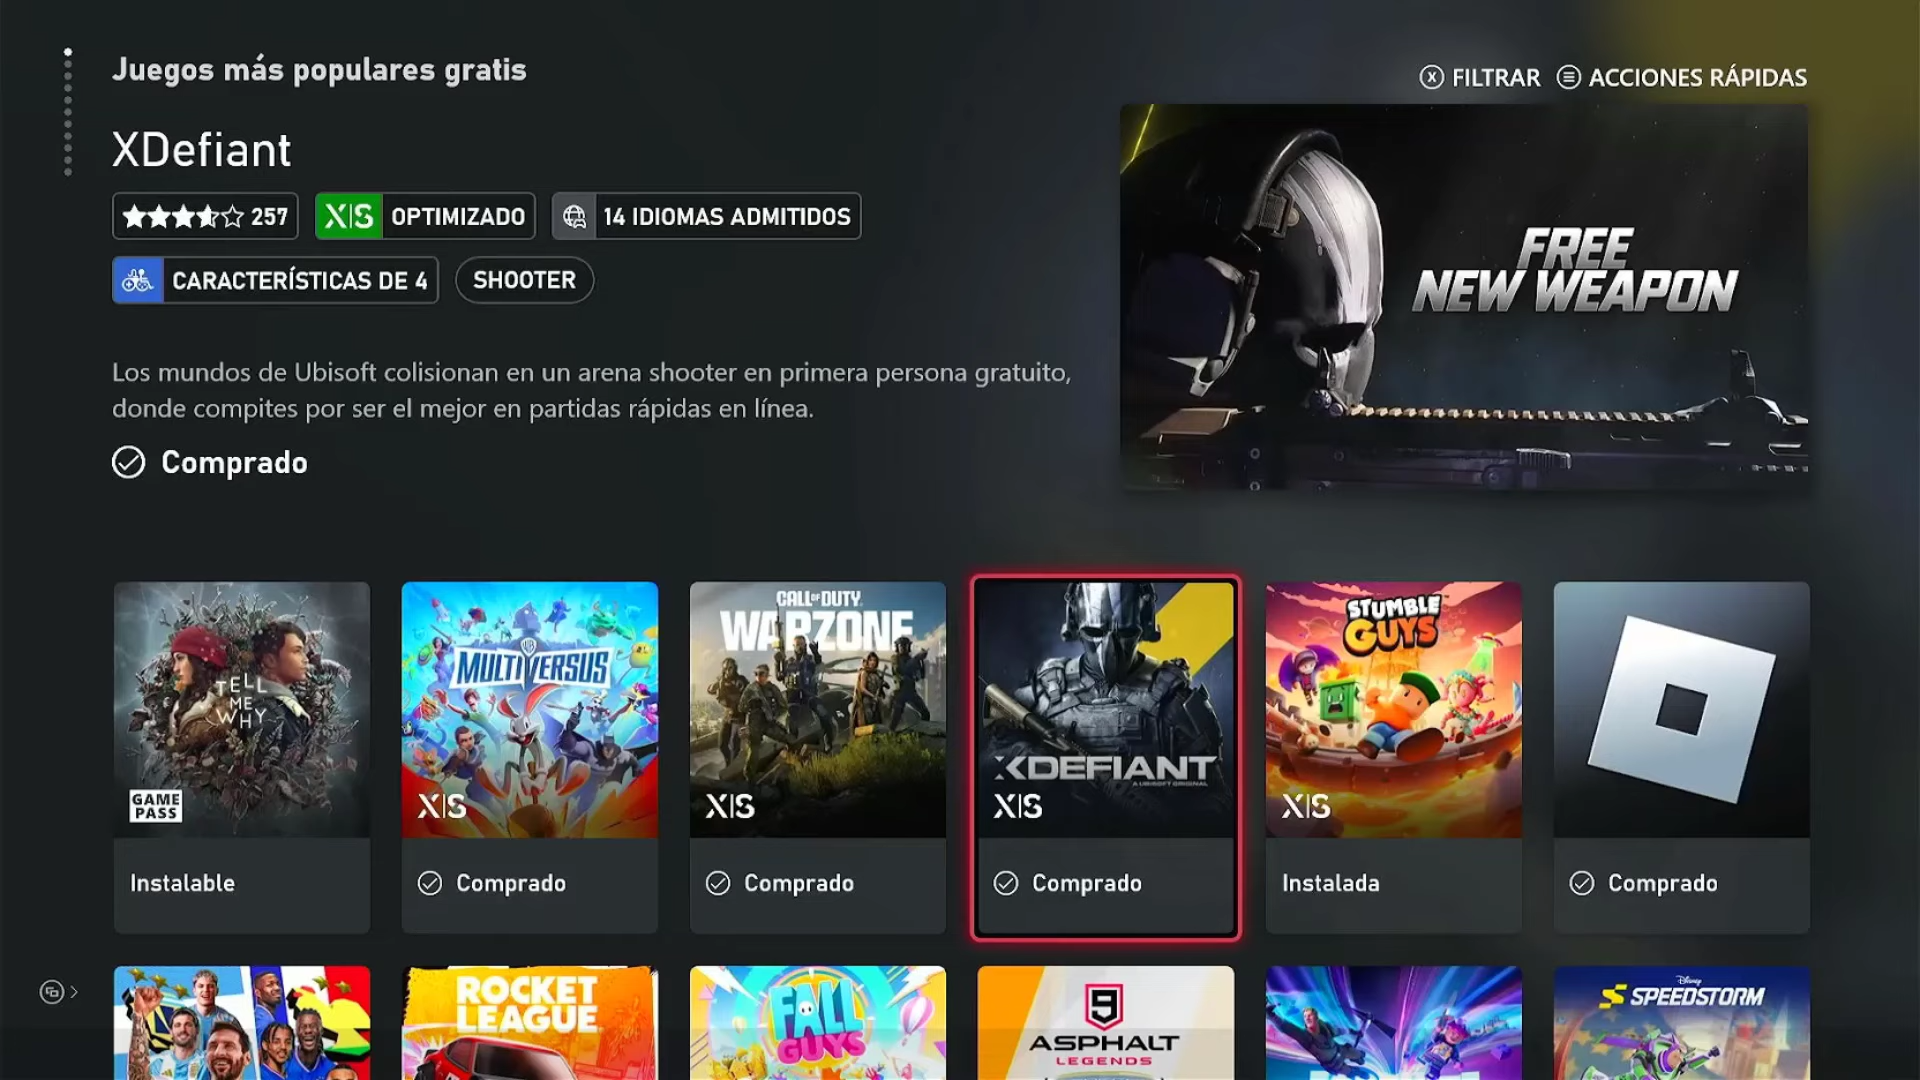 Juegos más populares gratis
FILTRAR
ACCIONES RÁPIDAS
XDefiant
257
X|S
OPTIMIZADO
14 IDIOMAS ADMITIDOS
CARACTERÍSTICAS DE 4
SHOOTER
FREE
NEW WEAPON
Los mundos de Ubisoft colisionan en un arena shooter en primera persona gratuito,
donde compites por ser el mejor en partidas rápidas en línea.
Comprado
TELL
ME
WHY
GAME
PASS
Instalable
MULTIVERSUS
X|S
Comprado
CALL OF DUTY
WARZONE
X|S
Comprado
XDEFIANT
A UBISOFT ORIGINAL
X|S
Comprado
STUMBLE
GUYS
X|S
Instalada
Comprado
ROCKET
LEAGUE
FALL
GUYS
9
ASPHALT
LEGENDS
Disney
SPEEDSTORM